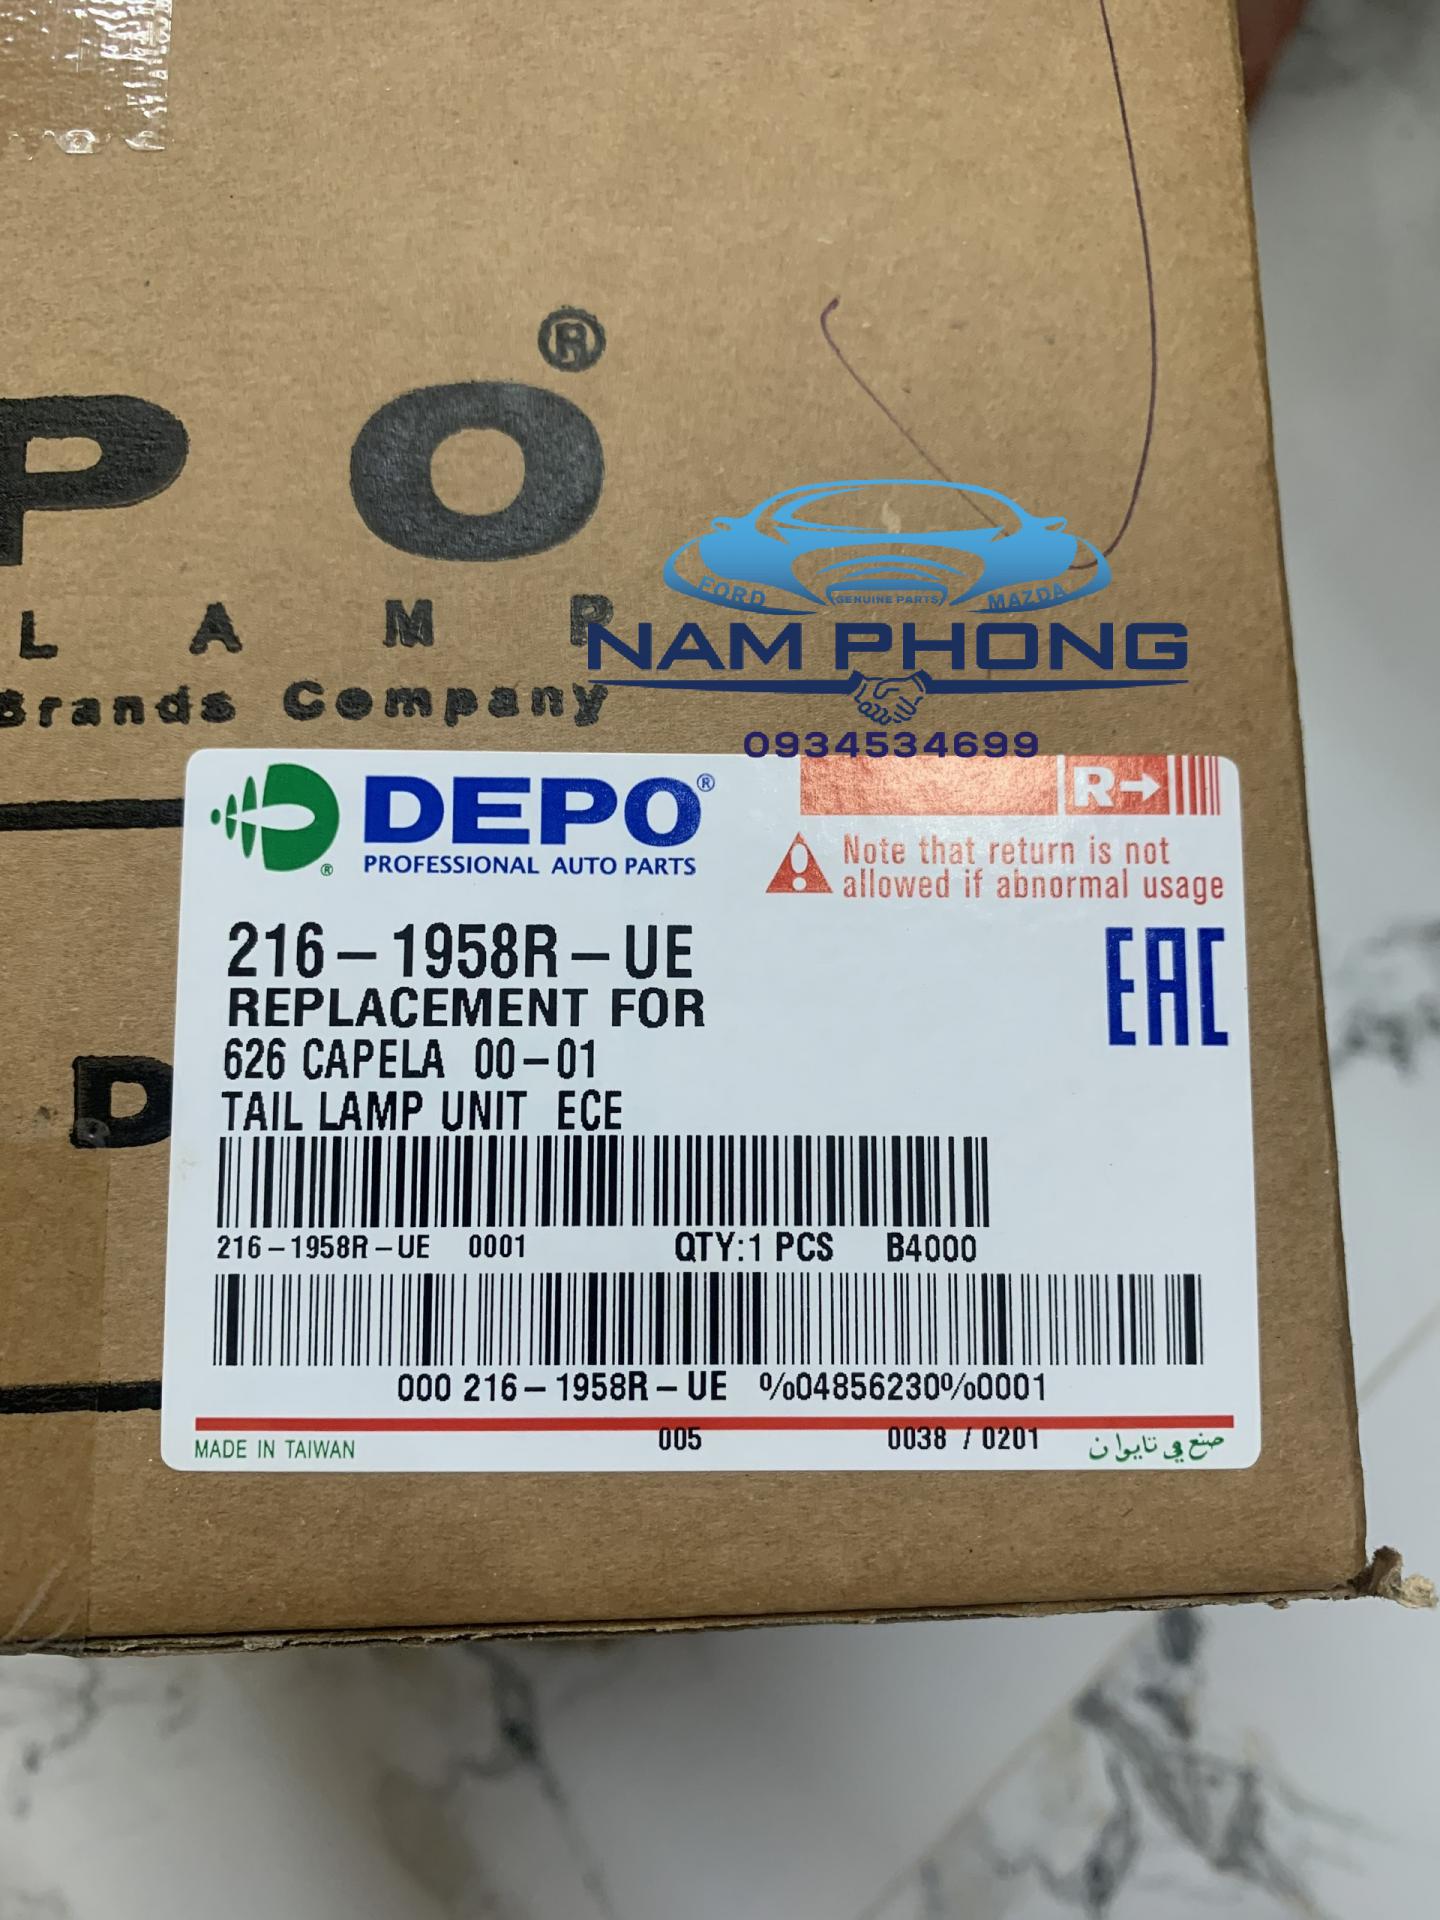 PO®
LAMP
Brands Company
FORD GENUINE PARTS MAZDA
NAM PHONG
0934534699
DEPO®
PROFESSIONAL AUTO PARTS
R→
Note that return is not
allowed if abnormal usage
216-1958R-UE
REPLACEMENT FOR
626 CAPELA 00-01
TAIL LAMP UNIT ECE
EAC
216-1958R-UE 0001 QTY:1 PCS B4000
000 216-1958R-UE %04856230%0001
005 0038 / 0201
MADE IN TAIWAN صنع في تايوان
D